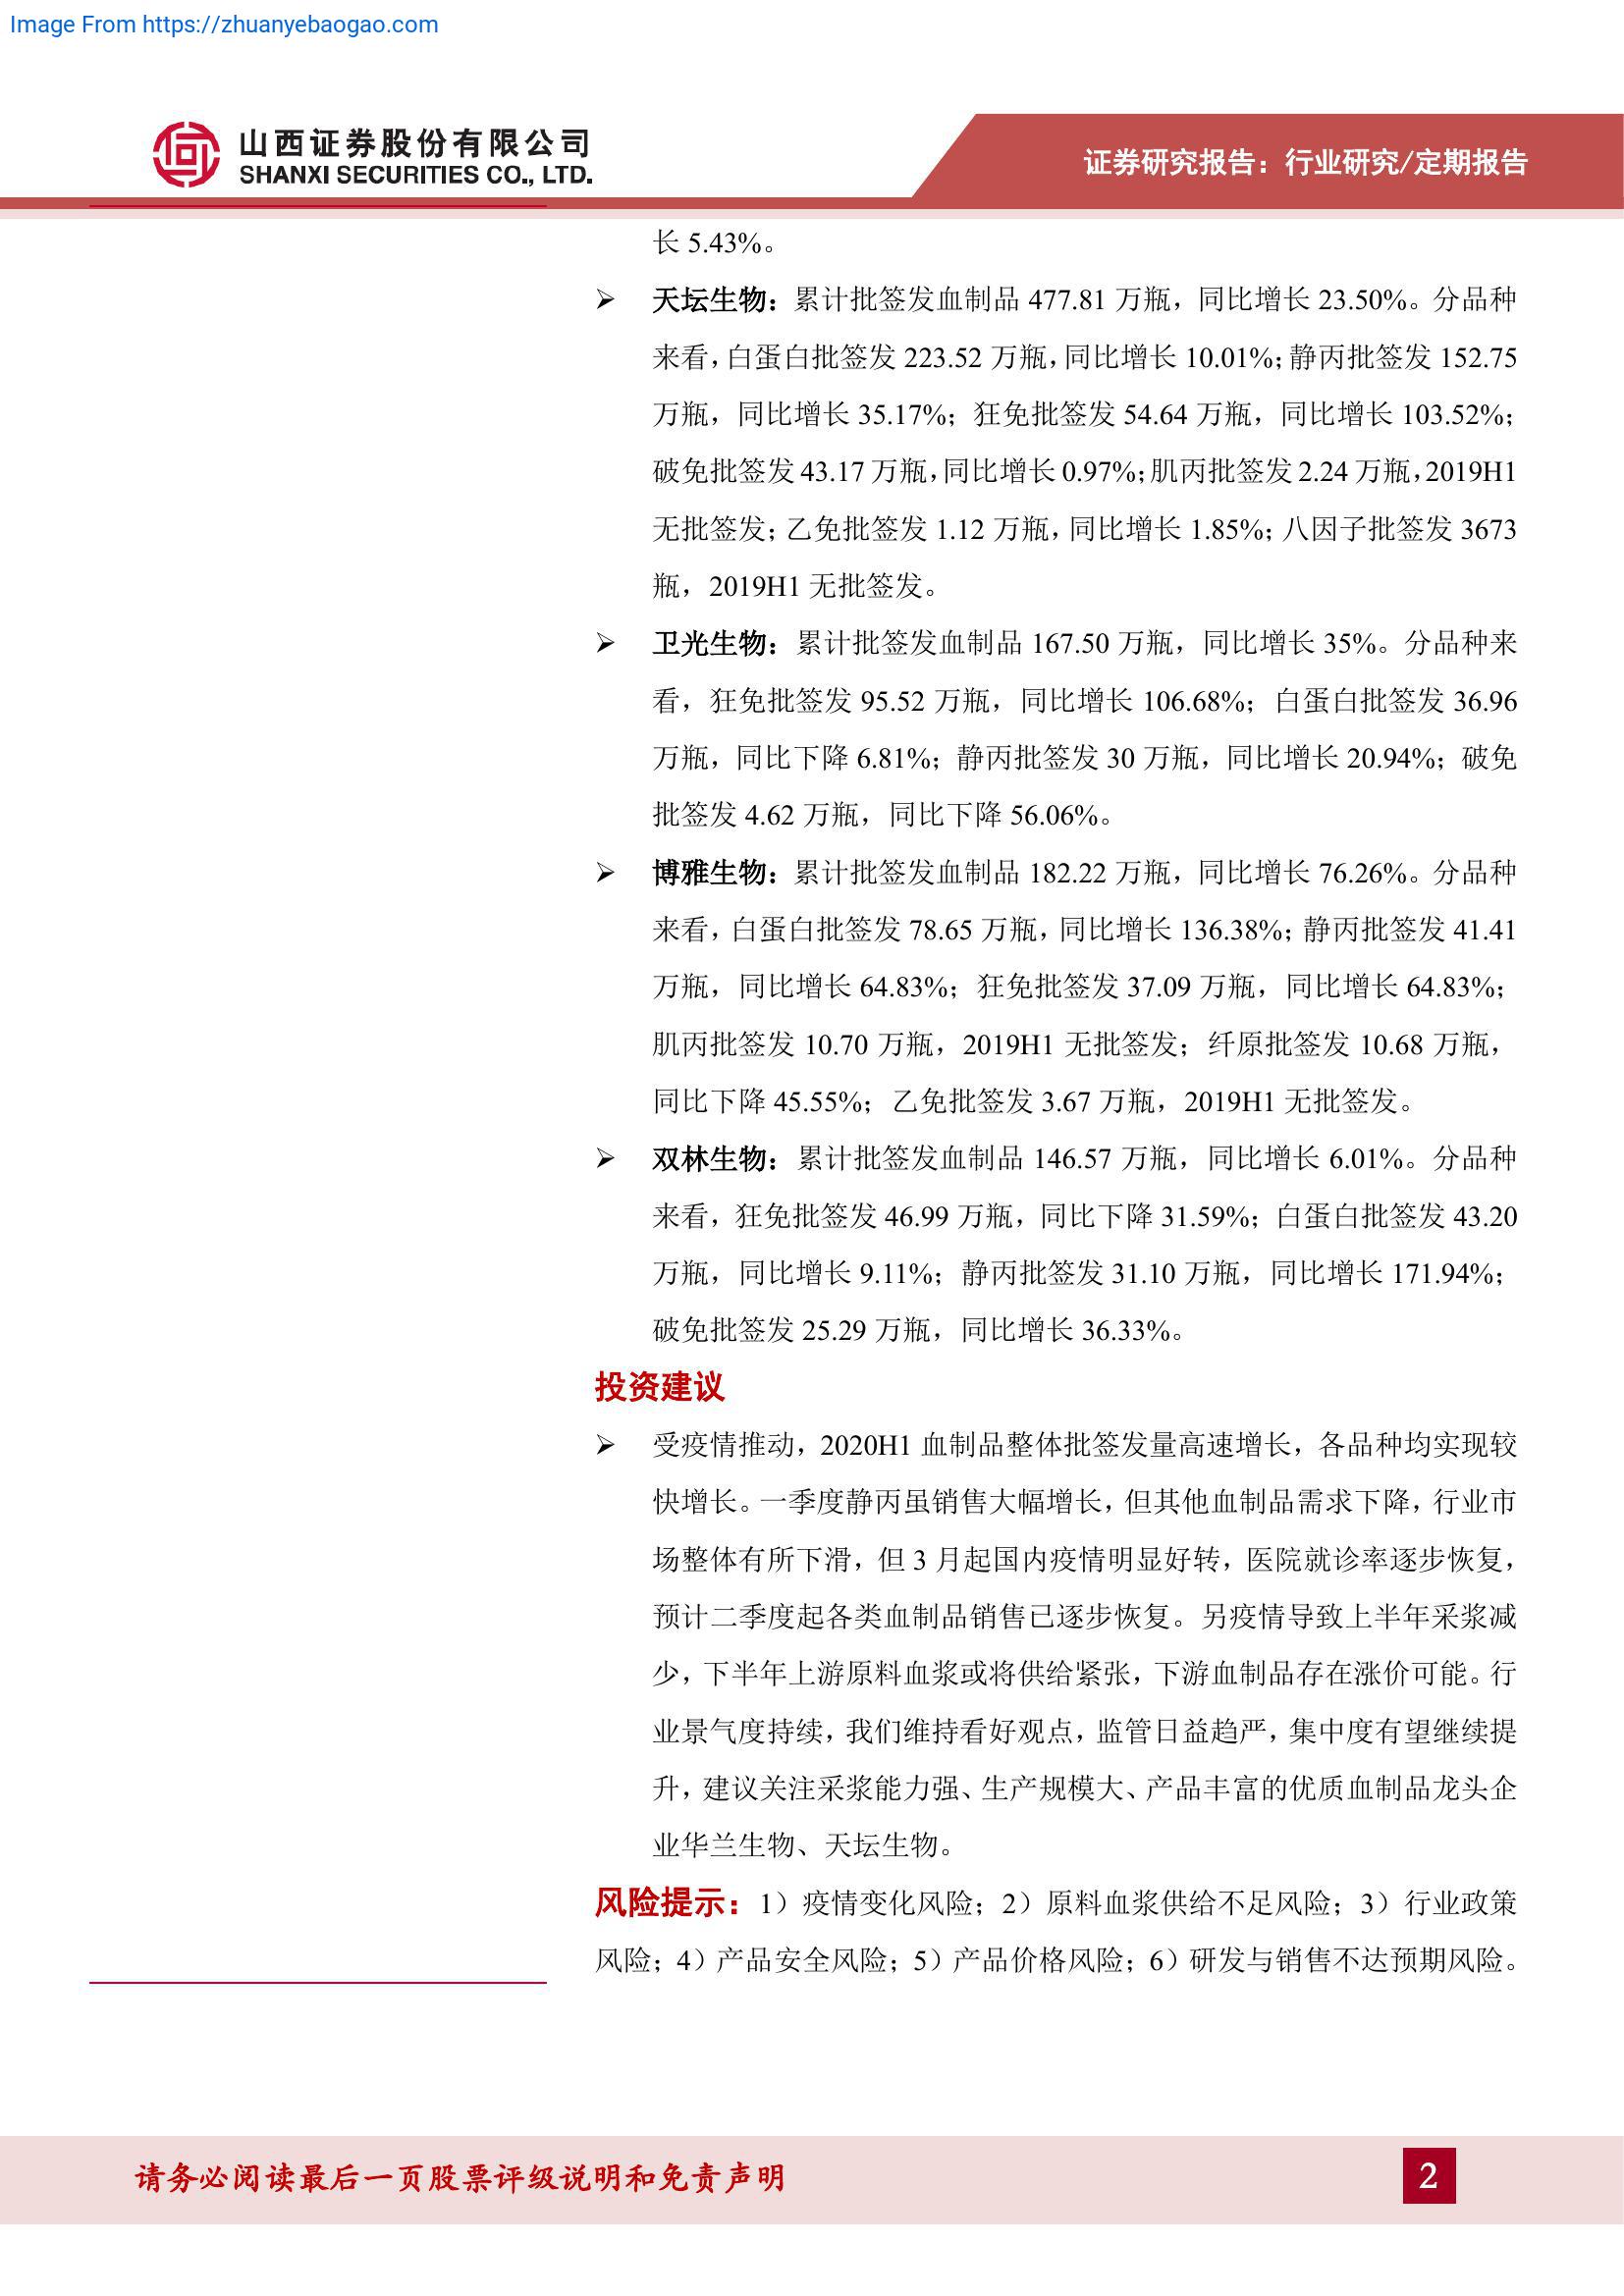 Image From https://zhuanyebaogao.com
山西证券股份有限公司
SHANXI SECURITIES CO., LTD.
证券研究报告：行业研究/定期报告
长 5.43%。
➢ 天坛生物：累计批签发血制品 477.81 万瓶，同比增长 23.50%。分品种
来看，白蛋白批签发 223.52 万瓶，同比增长 10.01%；静丙批签发 152.75
万瓶，同比增长 35.17%；狂免批签发 54.64 万瓶，同比增长 103.52%；
破免批签发 43.17 万瓶，同比增长 0.97%；肌丙批签发 2.24 万瓶，2019H1
无批签发；乙免批签发 1.12 万瓶，同比增长 1.85%；八因子批签发 3673
瓶，2019H1 无批签发。
➢ 卫光生物：累计批签发血制品 167.50 万瓶，同比增长 35%。分品种来
看，狂免批签发 95.52 万瓶，同比增长 106.68%；白蛋白批签发 36.96
万瓶，同比下降 6.81%；静丙批签发 30 万瓶，同比增长 20.94%；破免
批签发 4.62 万瓶，同比下降 56.06%。
➢ 博雅生物：累计批签发血制品 182.22 万瓶，同比增长 76.26%。分品种
来看，白蛋白批签发 78.65 万瓶，同比增长 136.38%；静丙批签发 41.41
万瓶，同比增长 64.83%；狂免批签发 37.09 万瓶，同比增长 64.83%；
肌丙批签发 10.70 万瓶，2019H1 无批签发；纤原批签发 10.68 万瓶，
同比下降 45.55%；乙免批签发 3.67 万瓶，2019H1 无批签发。
➢ 双林生物：累计批签发血制品 146.57 万瓶，同比增长 6.01%。分品种
来看，狂免批签发 46.99 万瓶，同比下降 31.59%；白蛋白批签发 43.20
万瓶，同比增长 9.11%；静丙批签发 31.10 万瓶，同比增长 171.94%；
破免批签发 25.29 万瓶，同比增长 36.33%。
投资建议
➢ 受疫情推动，2020H1 血制品整体批签发量高速增长，各品种均实现较
快增长。一季度静丙虽销售大幅增长，但其他血制品需求下降，行业市
场整体有所下滑，但 3 月起国内疫情明显好转，医院就诊率逐步恢复，
预计二季度起各类血制品销售已逐步恢复。另疫情导致上半年采浆减
少，下半年上游原料血浆或将供给紧张，下游血制品存在涨价可能。行
业景气度持续，我们维持看好观点，监管日益趋严，集中度有望继续提
升，建议关注采浆能力强、生产规模大、产品丰富的优质血制品龙头企
业华兰生物、天坛生物。
风险提示：1）疫情变化风险；2）原料血浆供给不足风险；3）行业政策
风险；4）产品安全风险；5）产品价格风险；6）研发与销售不达预期风险。
请务必阅读最后一页股票评级说明和免责声明
2